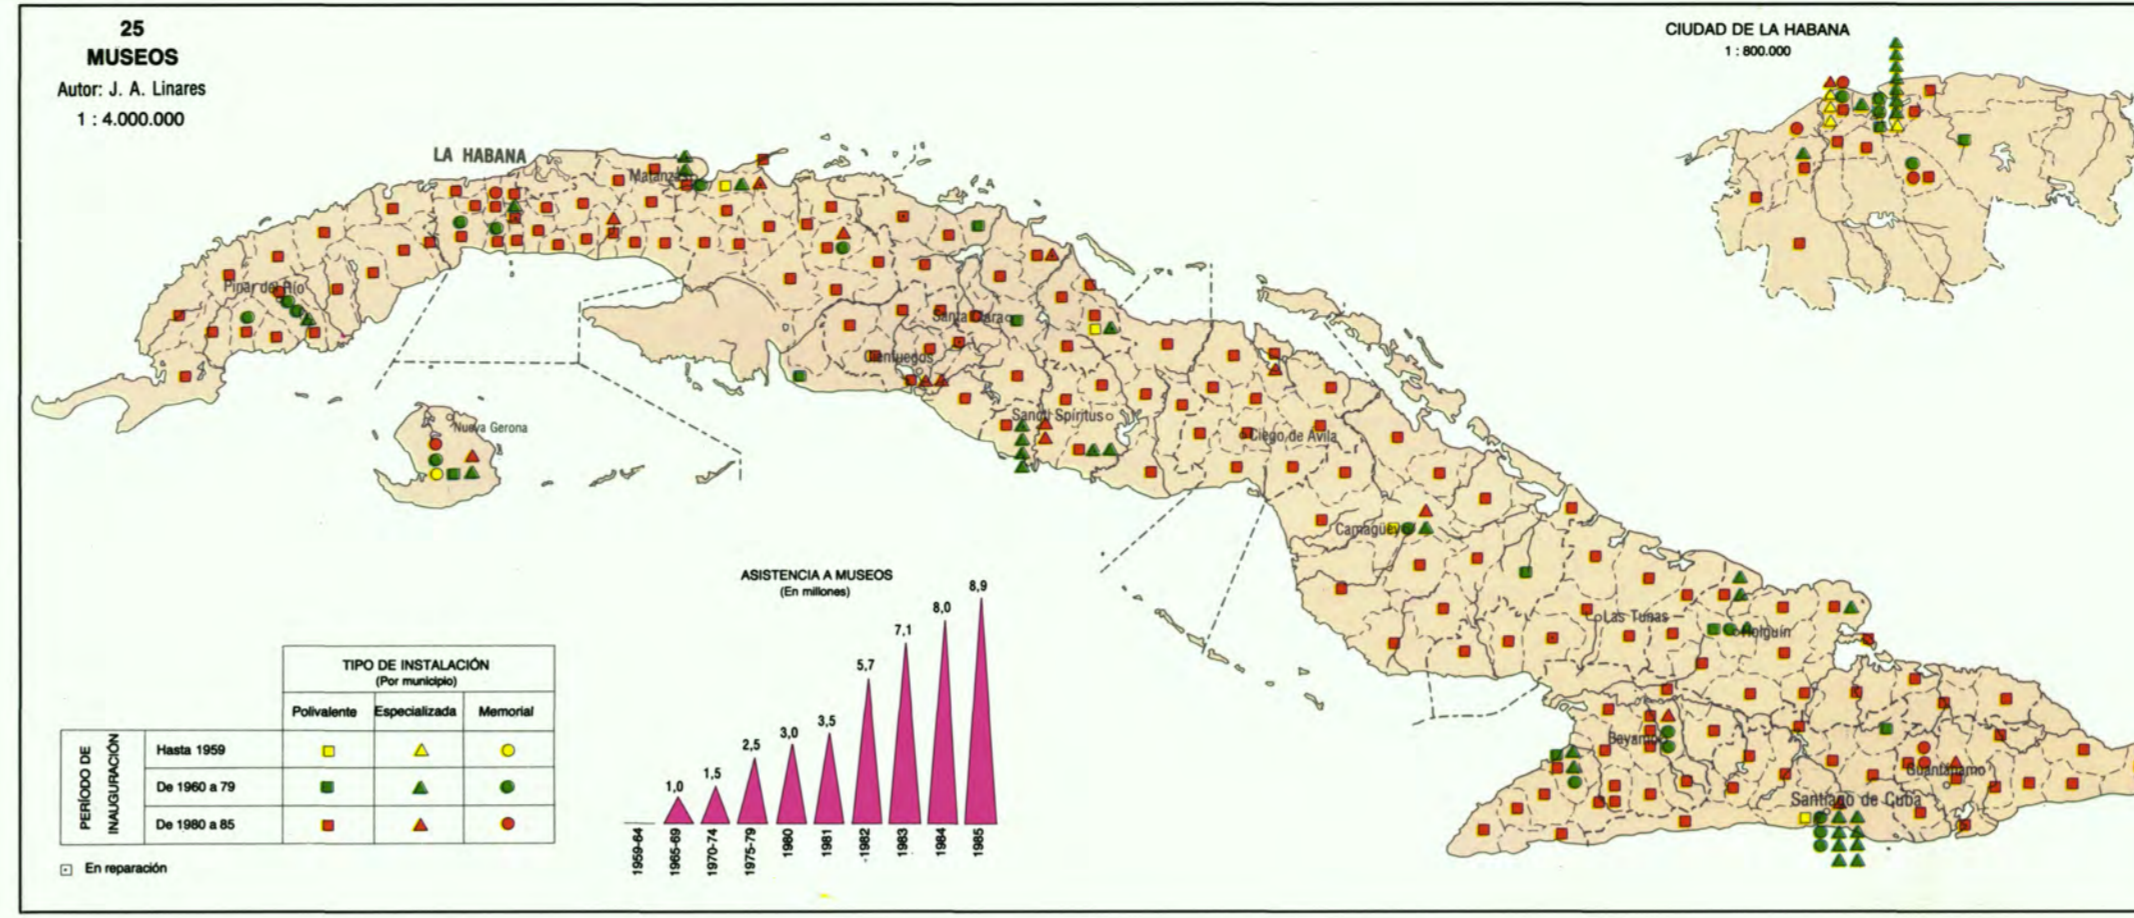 25
MUSEOS
Autor: J. A. Linares
1 : 4.000.000
CIUDAD DE LA HABANA
1 : 800.000
LA HABANA
Matanzas
Pinar del Río
Santa Clara
Cienfuegos
Nueva Gerona
Sancti Spíritus
Ciego de Avila
Camagüey
Las Tunas
Holguín
Bayamo
Guantánamo
Santiago de Cuba
ASISTENCIA A MUSEOS
(En millones)
8,9
8,0
7,1
5,7
3,5
3,0
2,5
1,5
1,0
1959-64
1965-69
1970-74
1975-79
1980
1981
1982
1983
1984
1985
TIPO DE INSTALACIÓN
(Por municipio)
Polivalente Especializada Memorial
PERÍODO DE
INAUGURACIÓN
Hasta 1959
De 1960 a 79
De 1980 a 85
En reparación